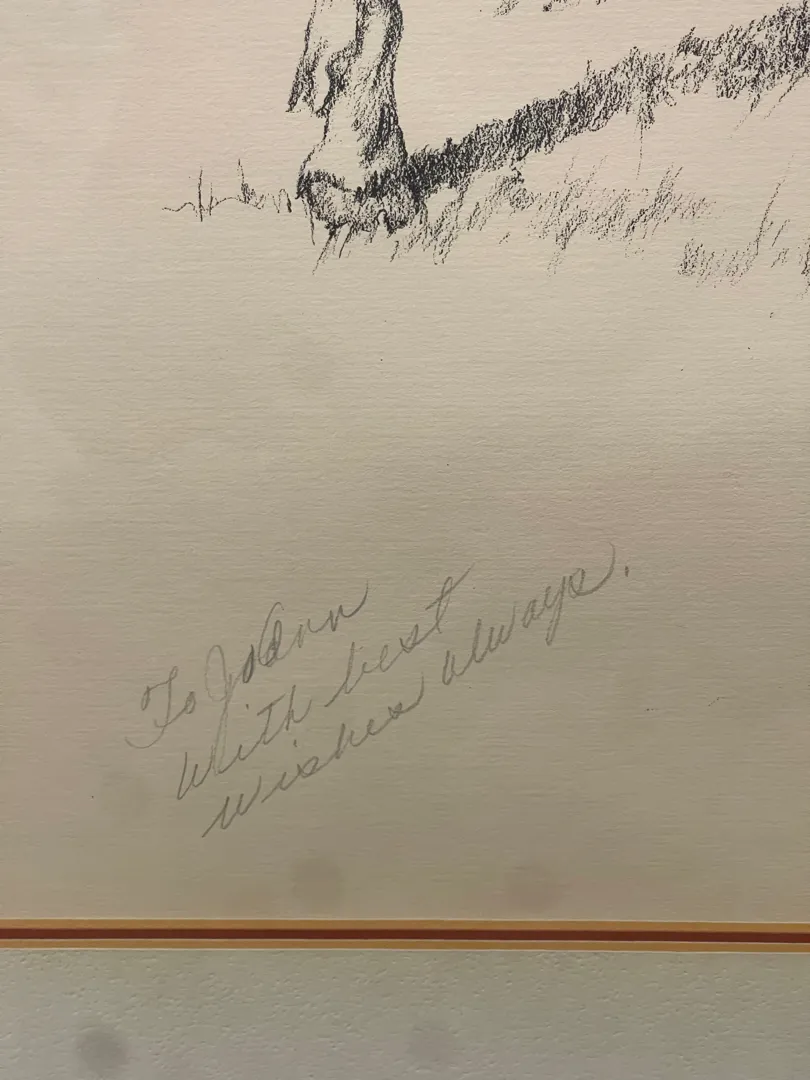 To JoAnn
With best
wishes always.